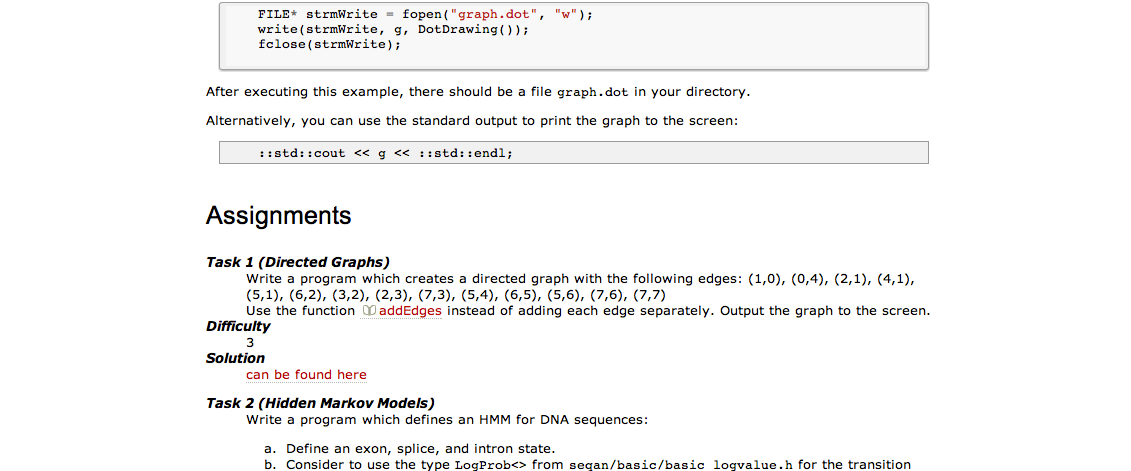 FILE* strmWrite = fopen("graph.dot", "w");
write(strmWrite, g, DotDrawing());
fclose(strmWrite);
After executing this example, there should be a file graph.dot in your directory.
Alternatively, you can use the standard output to print the graph to the screen:
::std::cout << g << ::std::endl;
Assignments
Task 1 (Directed Graphs)
Write a program which creates a directed graph with the following edges: (1,0), (0,4), (2,1), (4,1),
(5,1), (6,2), (3,2), (2,3), (7,3), (5,4), (6,5), (5,6), (7,6), (7,7)
Use the function addEdges instead of adding each edge separately. Output the graph to the screen.
Difficulty
3
Solution
can be found here
Task 2 (Hidden Markov Models)
Write a program which defines an HMM for DNA sequences:
a. Define an exon, splice, and intron state.
b. Consider to use the type LogProb<> from seqan/basic/basic_logvalue.h for the transition